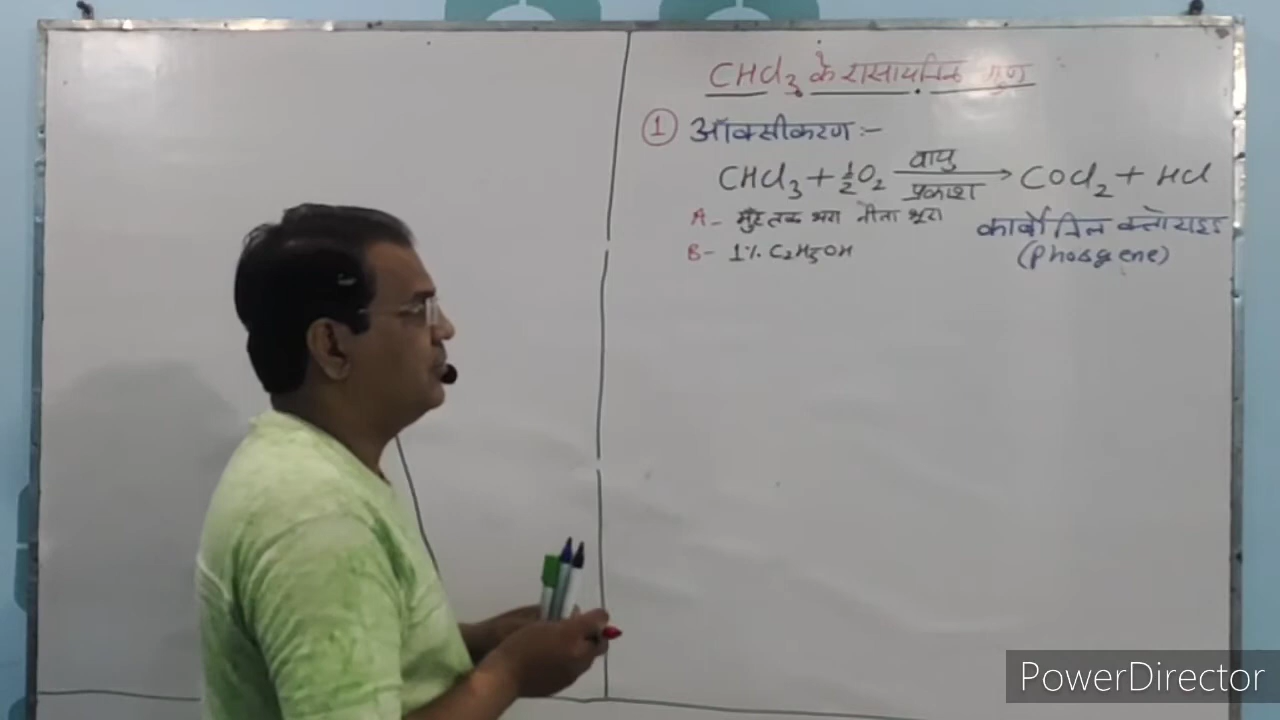 CHCl₃ के रासायनिक गुण
① ऑक्सीकरण :-
CHCl₃ + ½O₂ वायु → प्रकाश COCl₂ + HCl
A- मुँह तक भरा नीला भूरा
कार्बोनिल क्लोराइड
B- 1% C₂H₅OH
(Phosgene)
PowerDirector